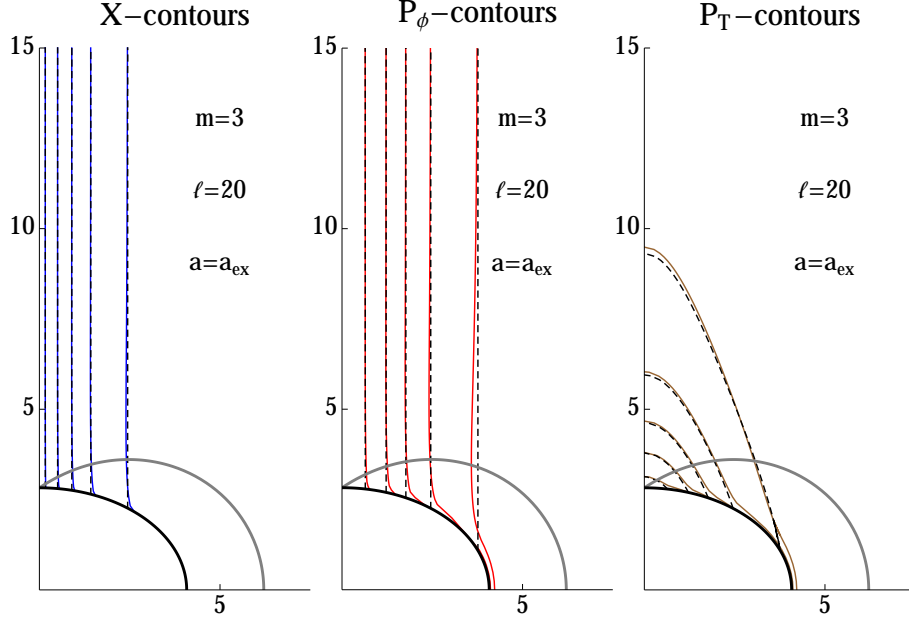 X−contours
P_ϕ−contours
P_T−contours
15
10
5
5
m=3
ℓ=20
a=a_ex
15
10
5
5
m=3
ℓ=20
a=a_ex
15
10
5
5
m=3
ℓ=20
a=a_ex